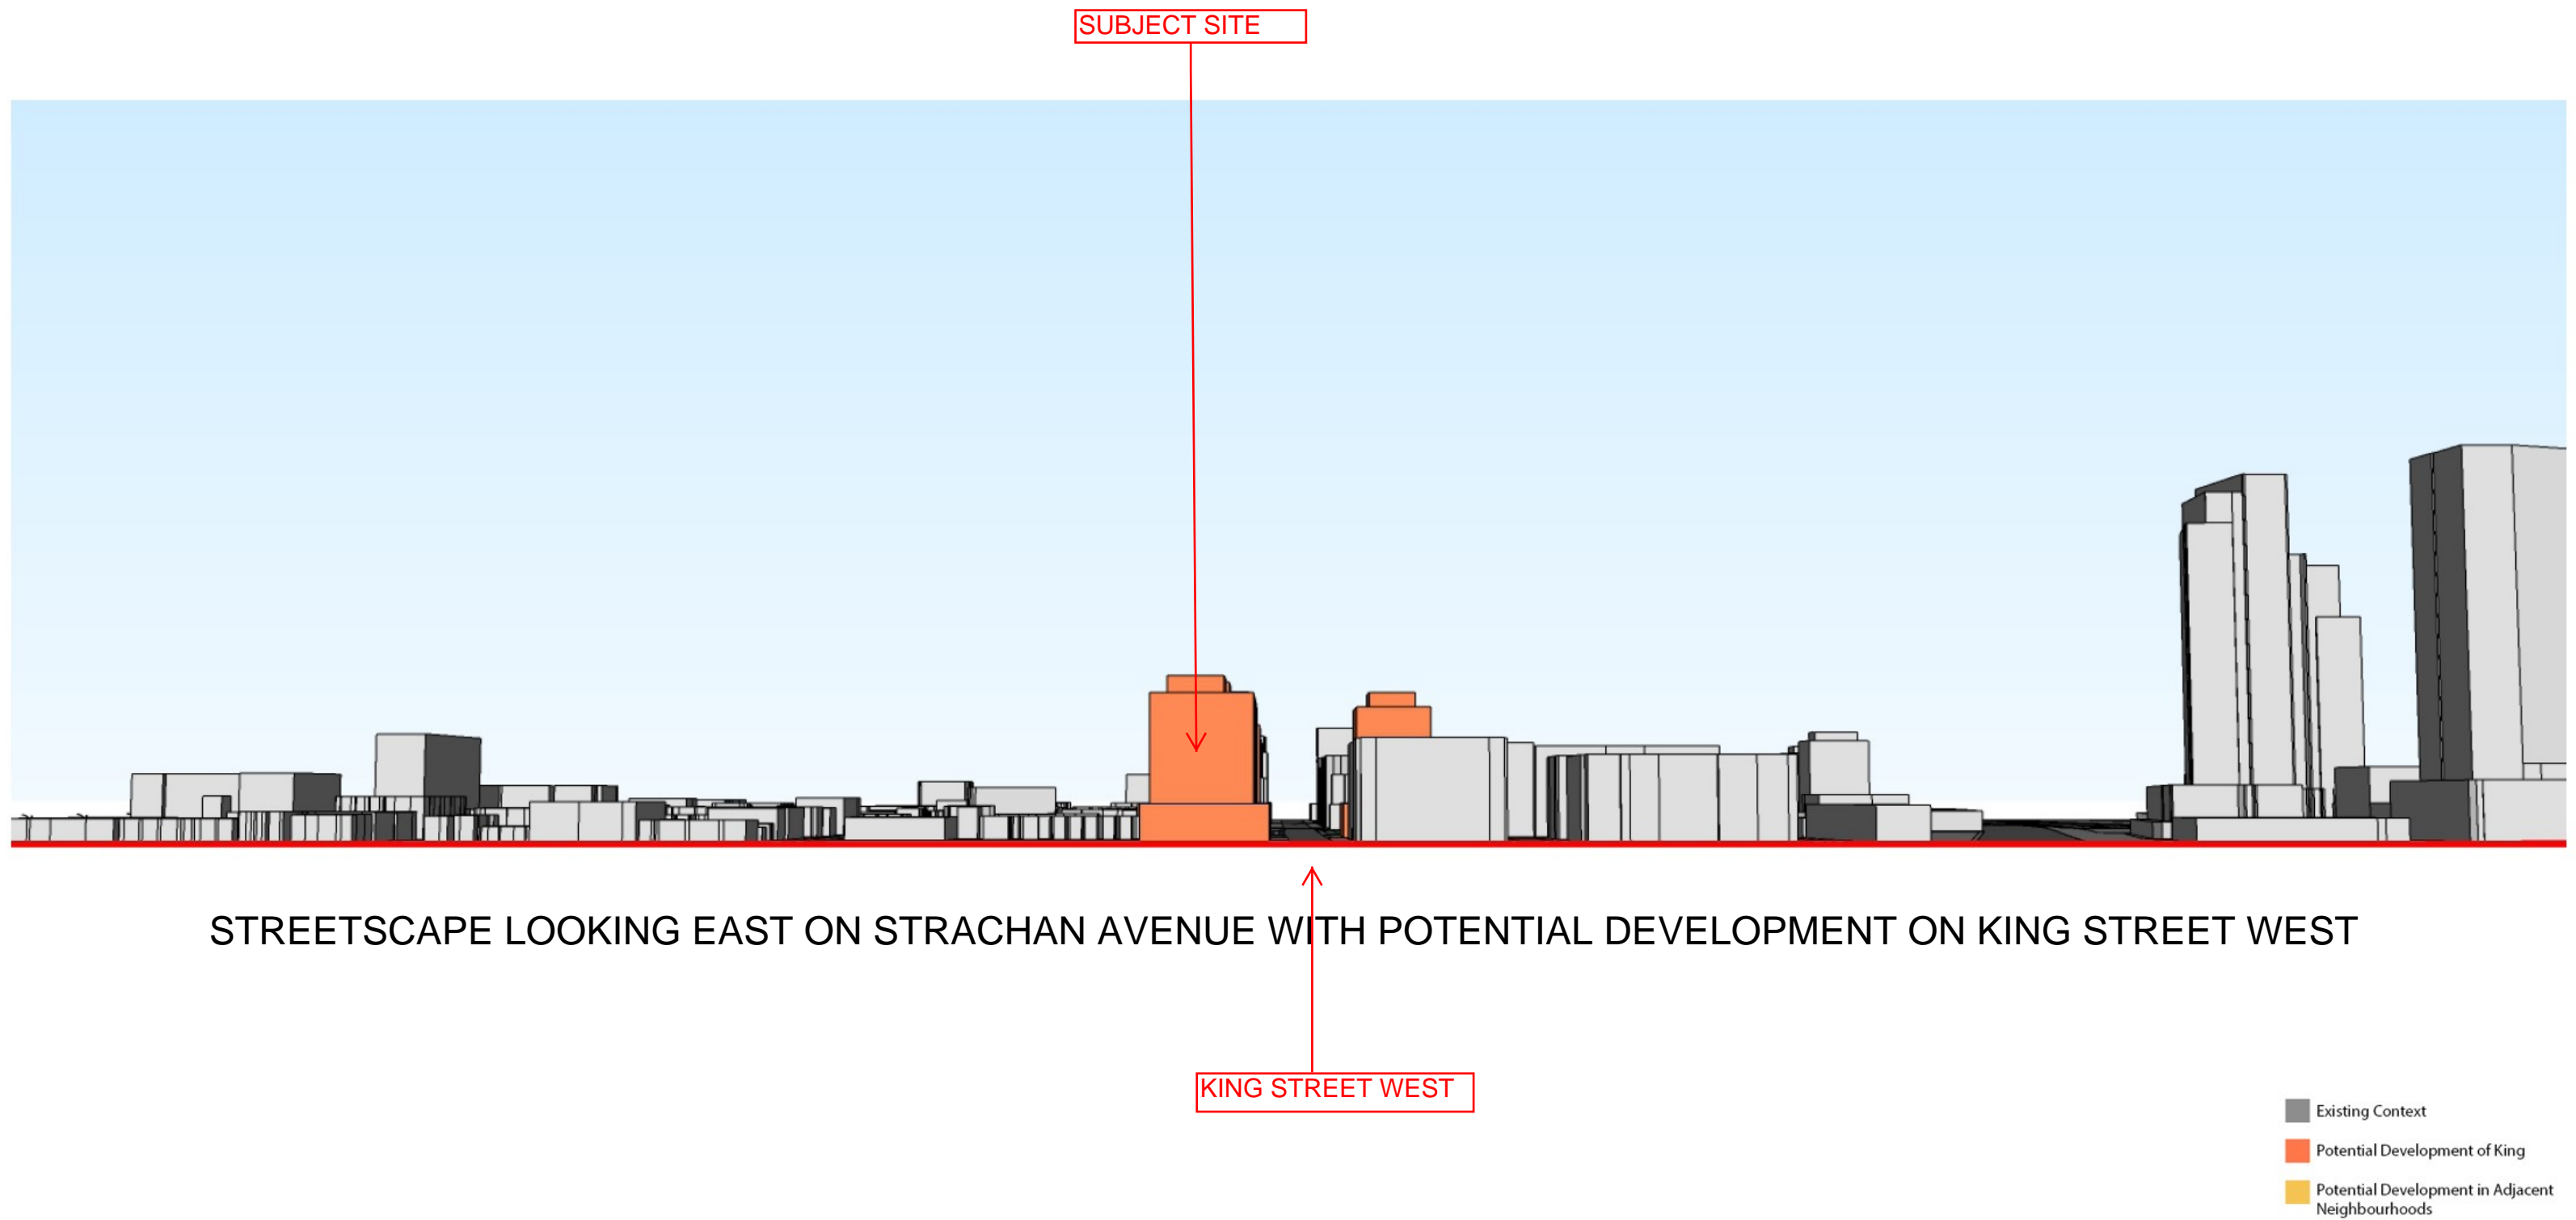 SUBJECT SITE
STREETSCAPE LOOKING EAST ON STRACHAN AVENUE WITH POTENTIAL DEVELOPMENT ON KING STREET WEST
KING STREET WEST
Existing Context
Potential Development of King
Potential Development in Adjacent
Neighbourhoods